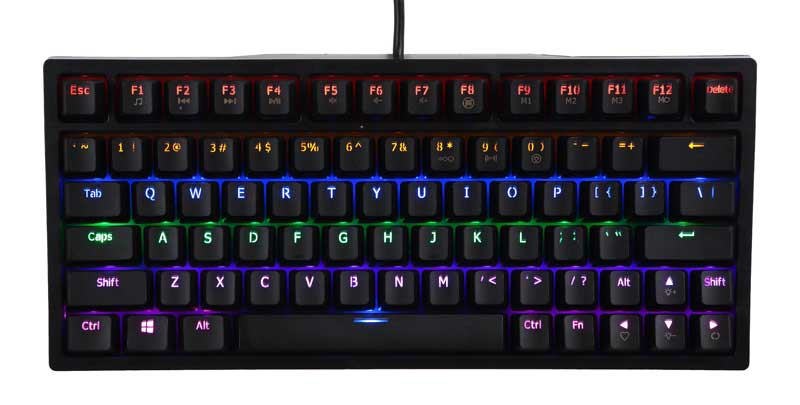 Esc F1 F2 F3 F4 F5 F6 F7 F8 F9 F10 F11 F12 Delete
M1 M2 M3
` ~ 1 ! 2 @ 3 # 4 $ 5 % 6 ^ 7 & 8 * 9 ( 0 ) - = + ←
Tab Q W E R T Y U I O P [ { ] } \ |
Caps A S D F G H J K L ; : ' "
Shift Z X C V B N M , < . > / ? Alt ▲ Shift
Ctrl Alt Ctrl Fn ◀ ▼ ▶